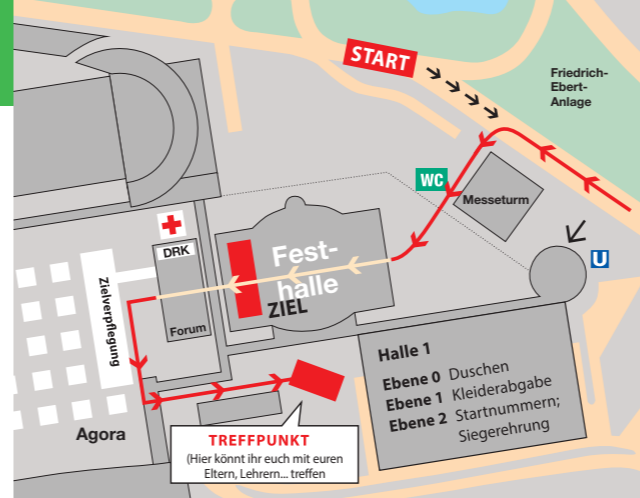 START
Friedrich-
Ebert-
Anlage
WC
Messeturm
U
DRK
Fest-
halle
ZIEL
Forum
Zielverpflegung
Agora
Halle 1
Ebene 0 Duschen
Ebene 1 Kleiderabgabe
Ebene 2 Startnummern;
Siegerehrung
TREFFPUNKT
(Hier könnt ihr euch mit euren
Eltern, Lehrern... treffen